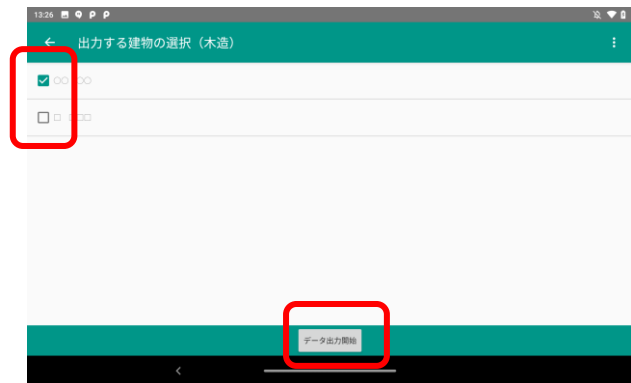 13:26
出力する建物の選択（木造）
○○ ○○
□ □□□
データ出力開始